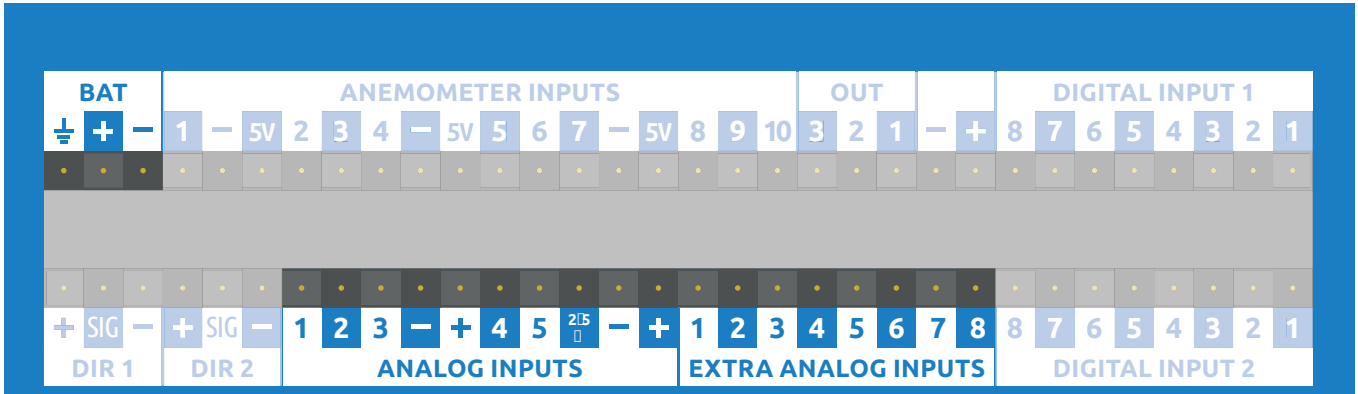 BAT ANEMOMETER INPUTS OUT DIGITAL INPUT 1
+ − 1 − 5V 2 3 4 − 5V 5 6 7 − 5V 8 9 10 3 2 1 − + 8 7 6 5 4 3 2 1
+ SIG − + SIG − 1 2 3 − + 4 5 2▯5 ▯ − + 1 2 3 4 5 6 7 8 8 7 6 5 4 3 2 1
DIR 1 DIR 2 ANALOG INPUTS EXTRA ANALOG INPUTS DIGITAL INPUT 2